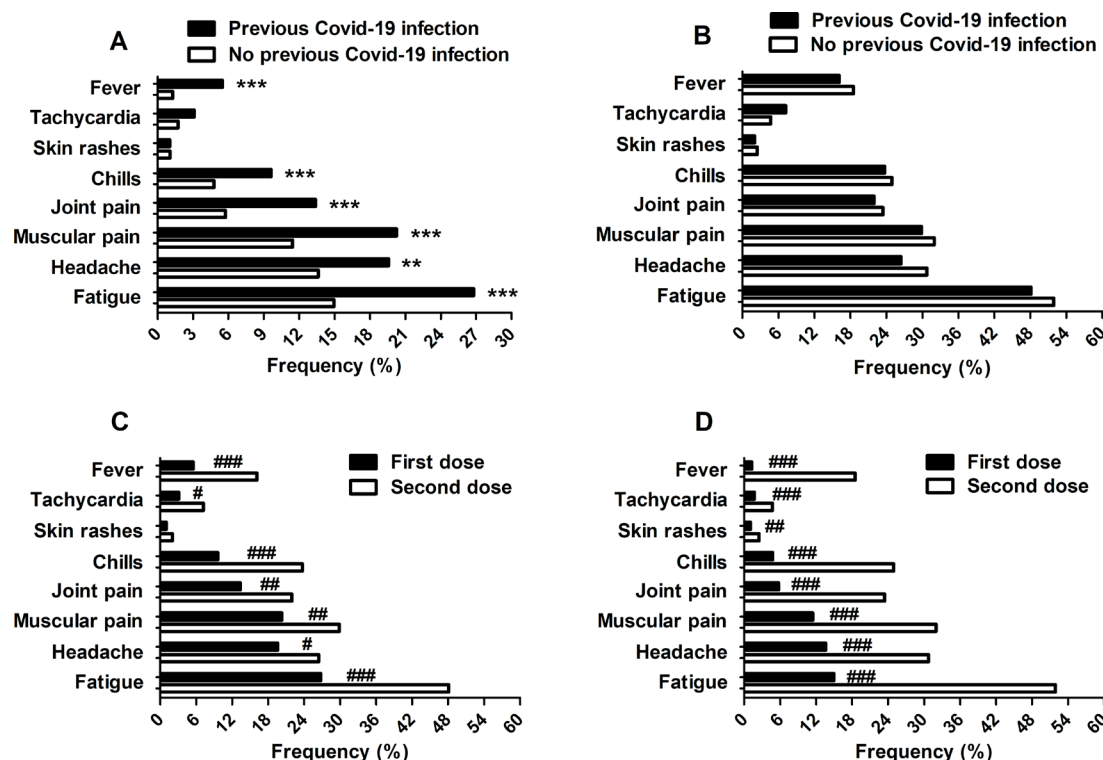 A
Previous Covid-19 infection
No previous Covid-19 infection
Fever
***
Tachycardia
Skin rashes
Chills
***
Joint pain
***
Muscular pain
***
Headache
**
Fatigue
***
0 3 6 9 12 15 18 21 24 27 30
Frequency (%)
B
Previous Covid-19 infection
No previous Covid-19 infection
Fever
Tachycardia
Skin rashes
Chills
Joint pain
Muscular pain
Headache
Fatigue
0 6 12 18 24 30 36 42 48 54 60
Frequency (%)
C
First dose
Second dose
Fever
###
Tachycardia
#
Skin rashes
Chills
###
Joint pain
##
Muscular pain
##
Headache
#
Fatigue
###
0 6 12 18 24 30 36 42 48 54 60
Frequency (%)
D
First dose
Second dose
Fever
###
Tachycardia
###
Skin rashes
##
Chills
###
Joint pain
###
Muscular pain
###
Headache
###
Fatigue
###
0 6 12 18 24 30 36 42 48 54 60
Frequency (%)